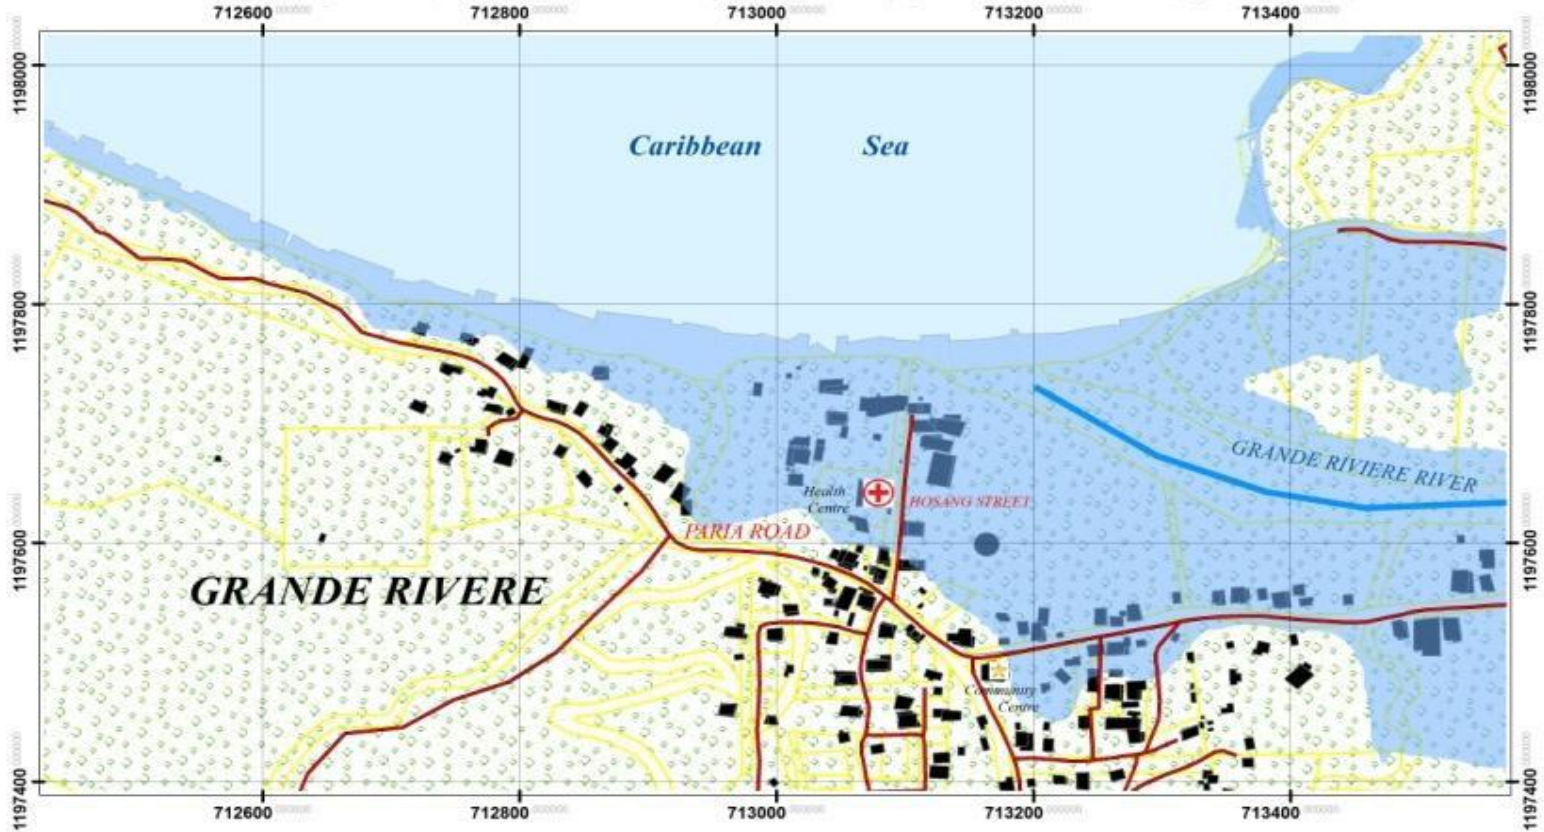 712600 712800 713000 713200 713400
1198000
1198000
Caribbean Sea
1197800
1197800
GRANDE RIVIERE RIVER
Health
Centre
HOSANG STREET
PARIA ROAD
1197600
1197600
GRANDE RIVERE
Community
Centre
1197400
1197400
712600 712800 713000 713200 713400